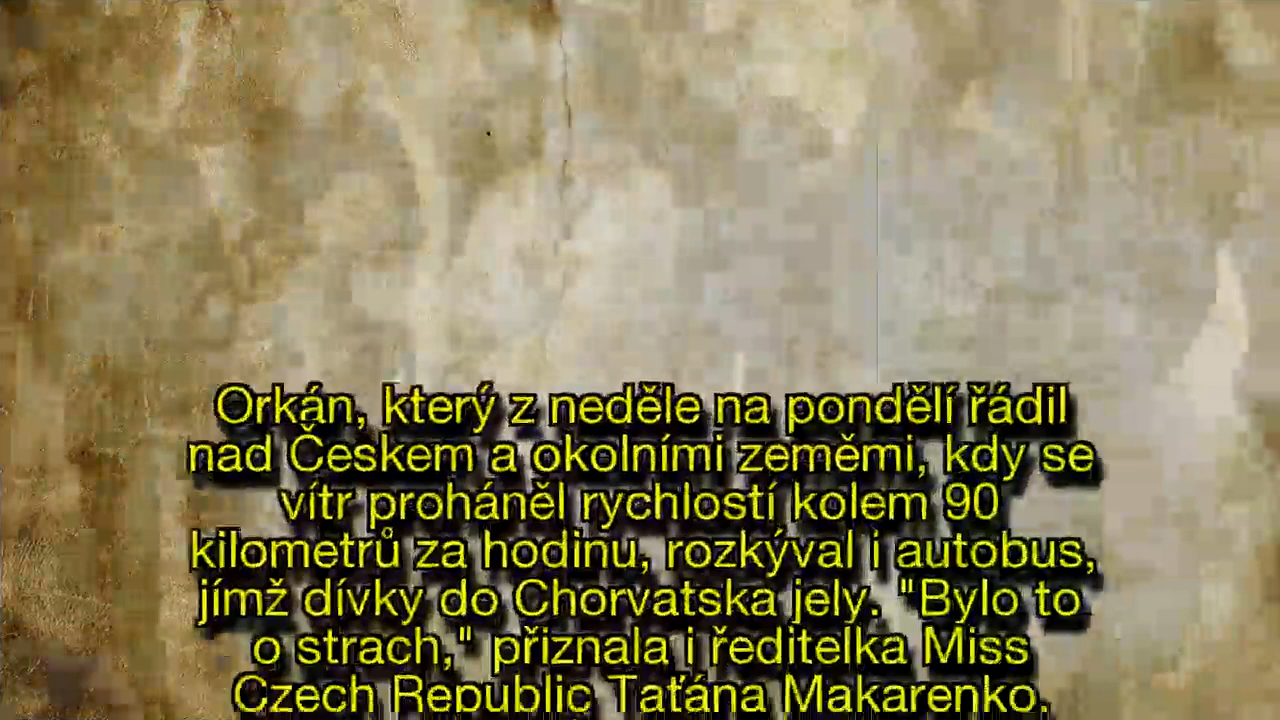 Orkán, který z neděle na pondělí řádil
nad Českem a okolními zeměmi, kdy se
vítr proháněl rychlostí kolem 90
kilometrů za hodinu, rozkýval i autobus,
jímž dívky do Chorvatska jely. "Bylo to
o strach," přiznala i ředitelka Miss
Czech Republic Taťána Makarenko.